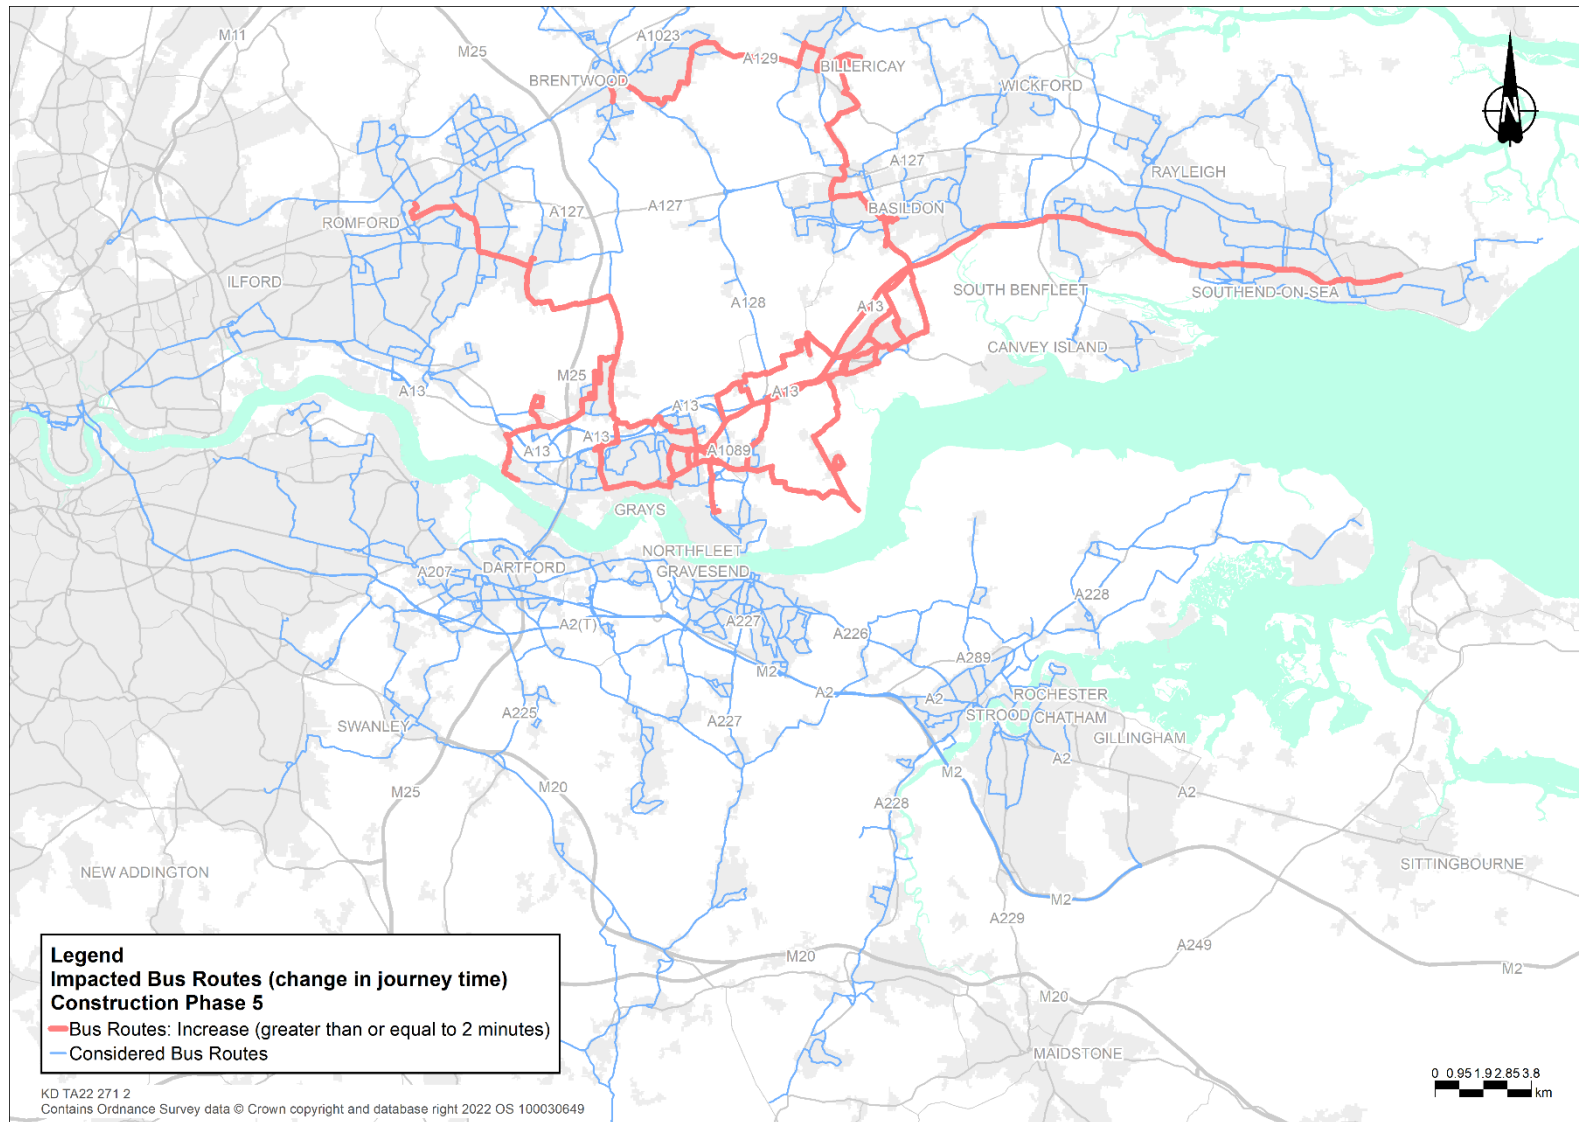 M11
M25
A1023
A129
BRENTWOOD
BILLERICAY
WICKFORD
N
A127
RAYLEIGH
A127
A127
BASILDON
ROMFORD
ILFORD
SOUTH BENFLEET
SOUTHEND-ON-SEA
A128
A13
CANVEY ISLAND
M25
A13
A13
A13
A13
A13
A1089
GRAYS
NORTHFLEET
GRAVESEND
A207
DARTFORD
A228
A2(T)
A227
A226
A289
M2
A2
A2
ROCHESTER
STROOD
CHATHAM
GILLINGHAM
SWANLEY
A225
A227
A2
M2
M25
M20
A228
A2
NEW ADDINGTON
SITTINGBOURNE
M2
A229
A249
M20
M2
M20
MAIDSTONE
Legend
Impacted Bus Routes (change in journey time)
Construction Phase 5
Bus Routes: Increase (greater than or equal to 2 minutes)
Considered Bus Routes
0 0.95 1.9 2.85 3.8
km
KD TA22 271 2
Contains Ordnance Survey data © Crown copyright and database right 2022 OS 100030649